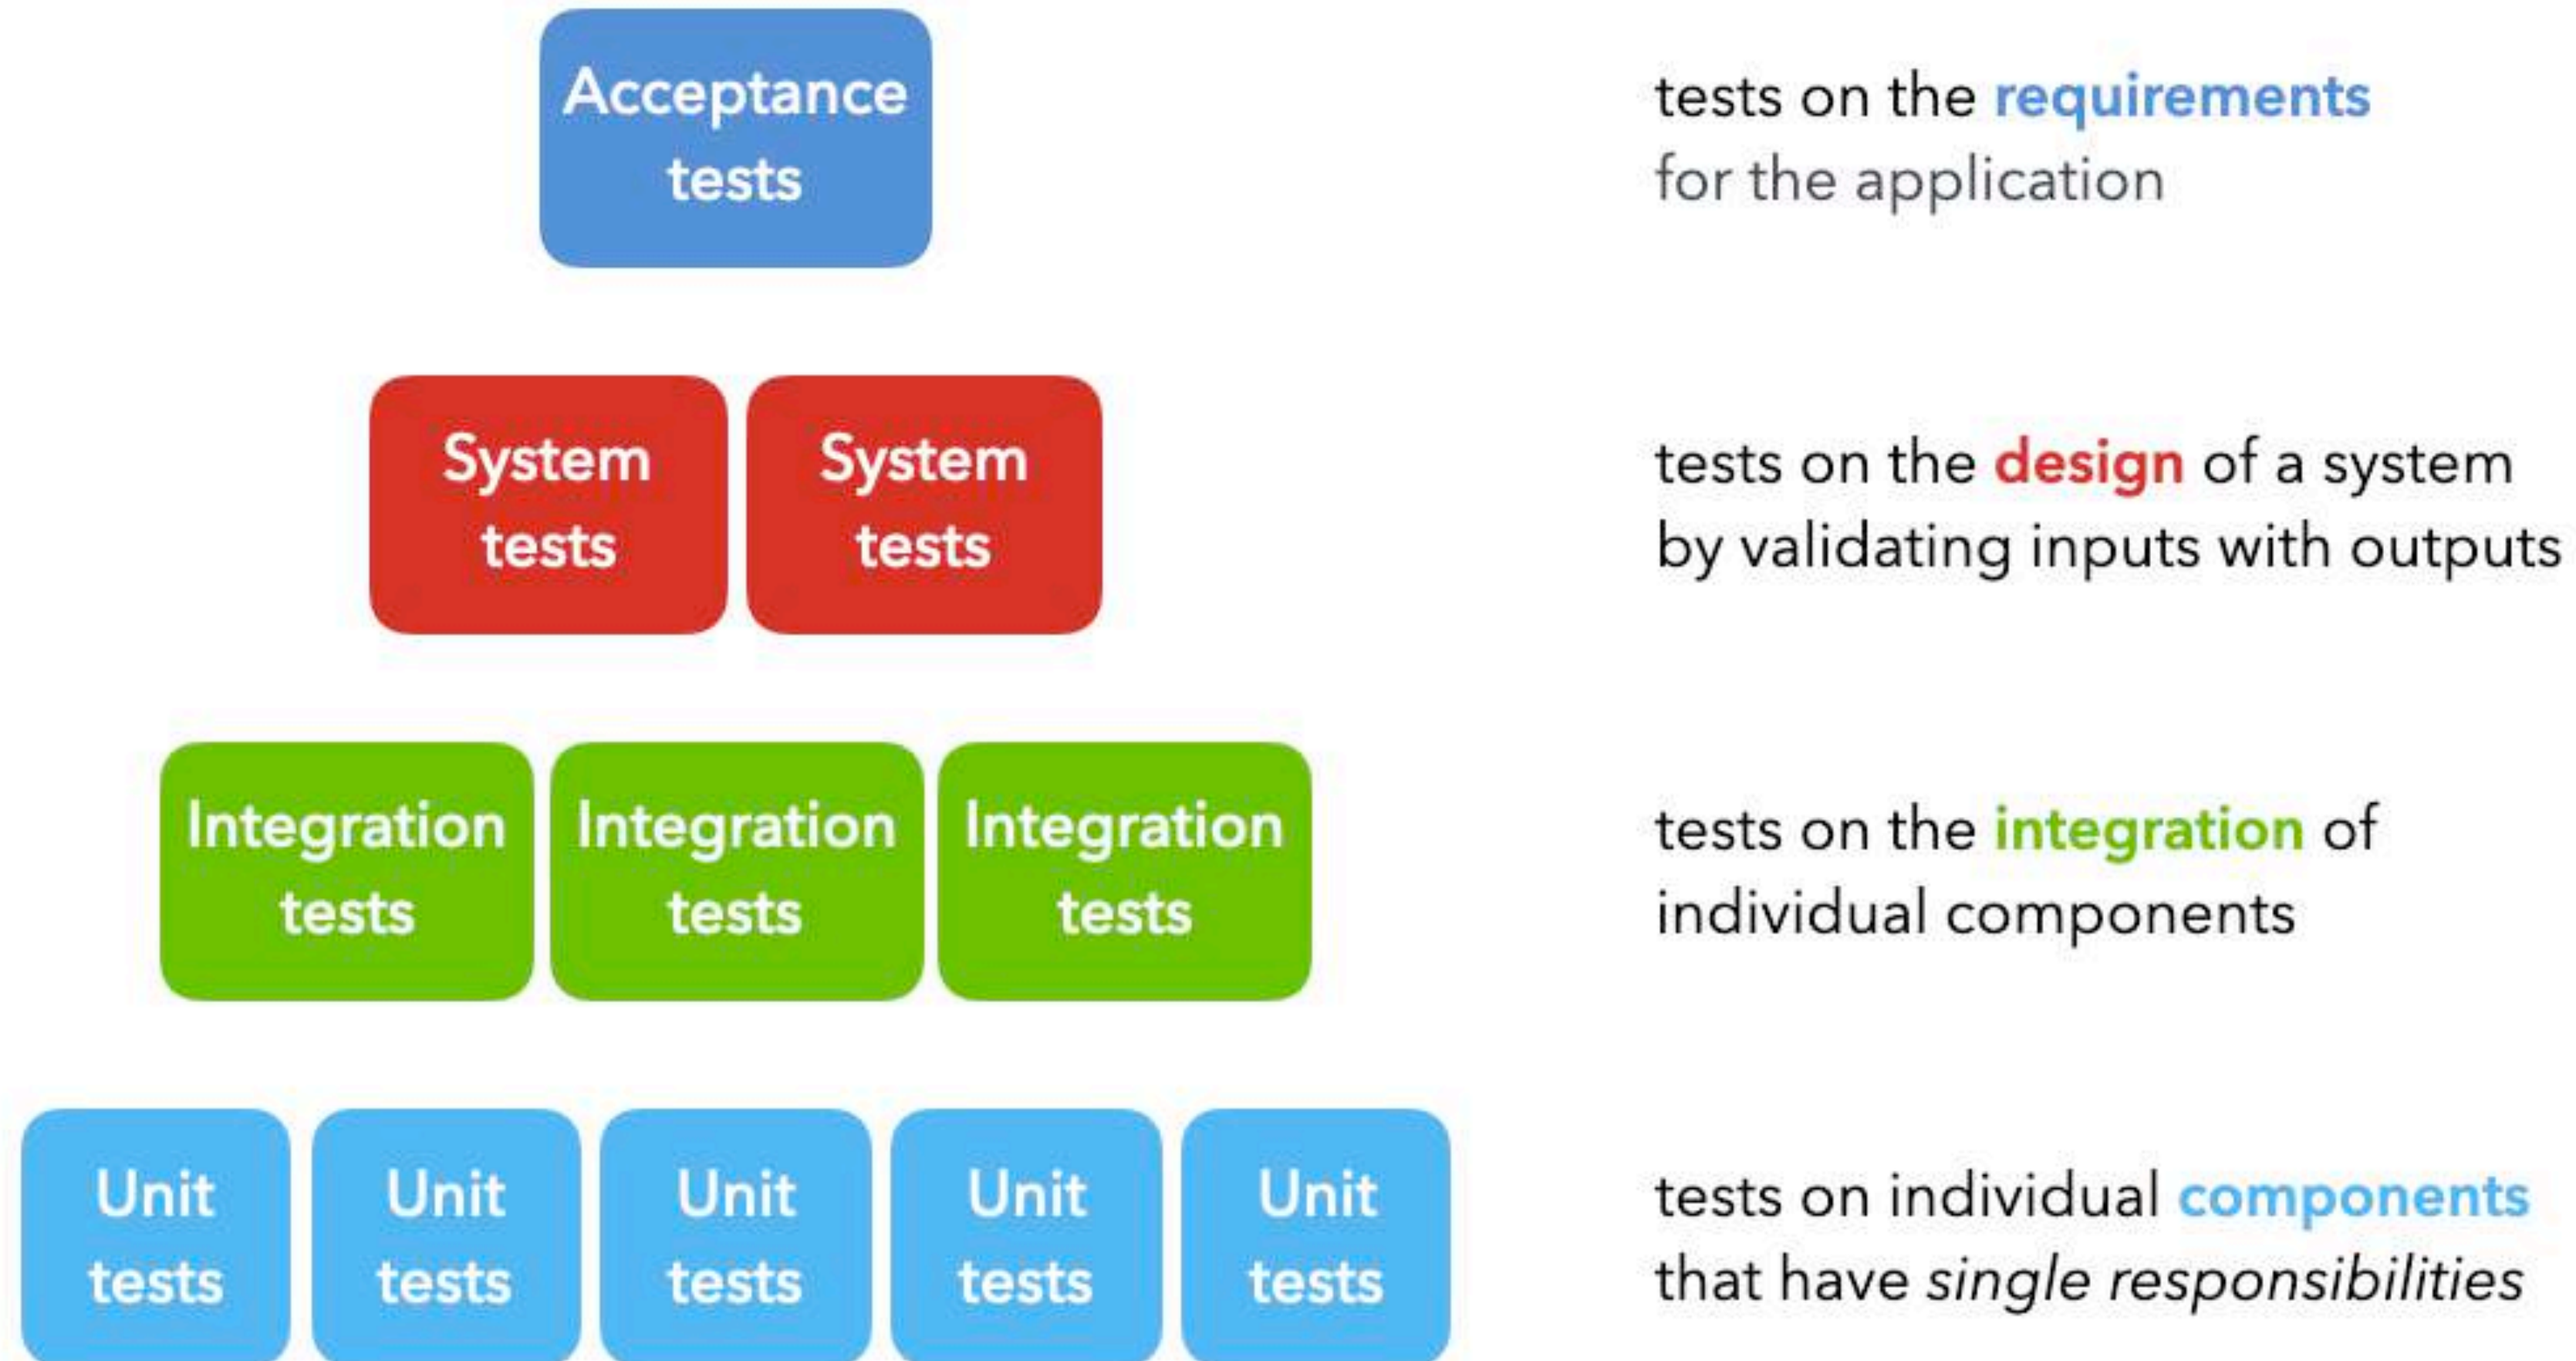 Acceptance
tests
tests on the requirements
for the application
System
tests
System
tests
tests on the design of a system
by validating inputs with outputs
Integration
tests
Integration
tests
Integration
tests
tests on the integration of
individual components
Unit
tests
Unit
tests
Unit
tests
Unit
tests
Unit
tests
tests on individual components
that have single responsibilities